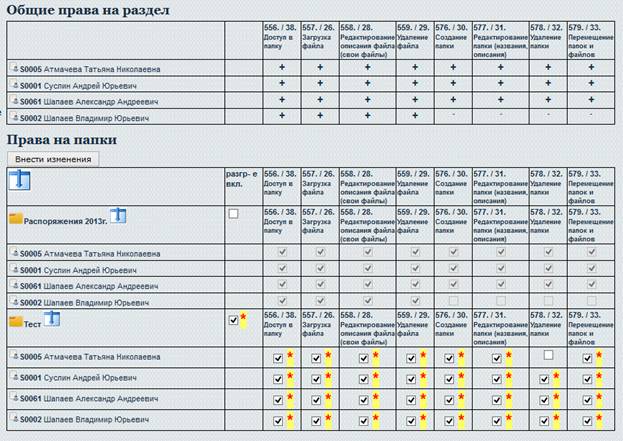 Общие права на раздел
556. / 38. Доступ в папку
557. / 26. Загрузка файла
558. / 28. Редактирование описания файла (свои файлы)
559. / 29. Удаление файла
576. / 30. Создание папки
577. / 31. Редактирование папки (названия, описания)
578. / 32. Удаление папки
579. / 33. Перемещение папок и файлов
S0005 Атмачева Татьяна Николаевна + + + + + + + +
S0001 Суслин Андрей Юрьевич + + + + + + + +
S0061 Шапаев Александр Андреевич + + + + + + + +
S0002 Шапаев Владимир Юрьевич + + + + - - - -
Права на папки
Внести изменения
разгр- е вкл.
556. / 38. Доступ в папку
557. / 26. Загрузка файла
558. / 28. Редактирование описания файла (свои файлы)
559. / 29. Удаление файла
576. / 30. Создание папки
577. / 31. Редактирование папки (названия, описания)
578. / 32. Удаление папки
579. / 33. Перемещение папок и файлов
Распоряжения 2013г.
556. / 38. Доступ в папку
557. / 26. Загрузка файла
558. / 28. Редактирование описания файла (свои файлы)
559. / 29. Удаление файла
576. / 30. Создание папки
577. / 31. Редактирование папки (названия, описания)
578. / 32. Удаление папки
579. / 33. Перемещение папок и файлов
S0005 Атмачева Татьяна Николаевна
S0001 Суслин Андрей Юрьевич
S0061 Шапаев Александр Андреевич
S0002 Шапаев Владимир Юрьевич
Тест *
556. / 38. Доступ в папку
557. / 26. Загрузка файла
558. / 28. Редактирование описания файла (свои файлы)
559. / 29. Удаление файла
576. / 30. Создание папки
577. / 31. Редактирование папки (названия, описания)
578. / 32. Удаление папки
579. / 33. Перемещение папок и файлов
S0005 Атмачева Татьяна Николаевна * * * * * * *
S0001 Суслин Андрей Юрьевич * * * * * * * *
S0061 Шапаев Александр Андреевич * * * * * * * *
S0002 Шапаев Владимир Юрьевич * * * * * * * *